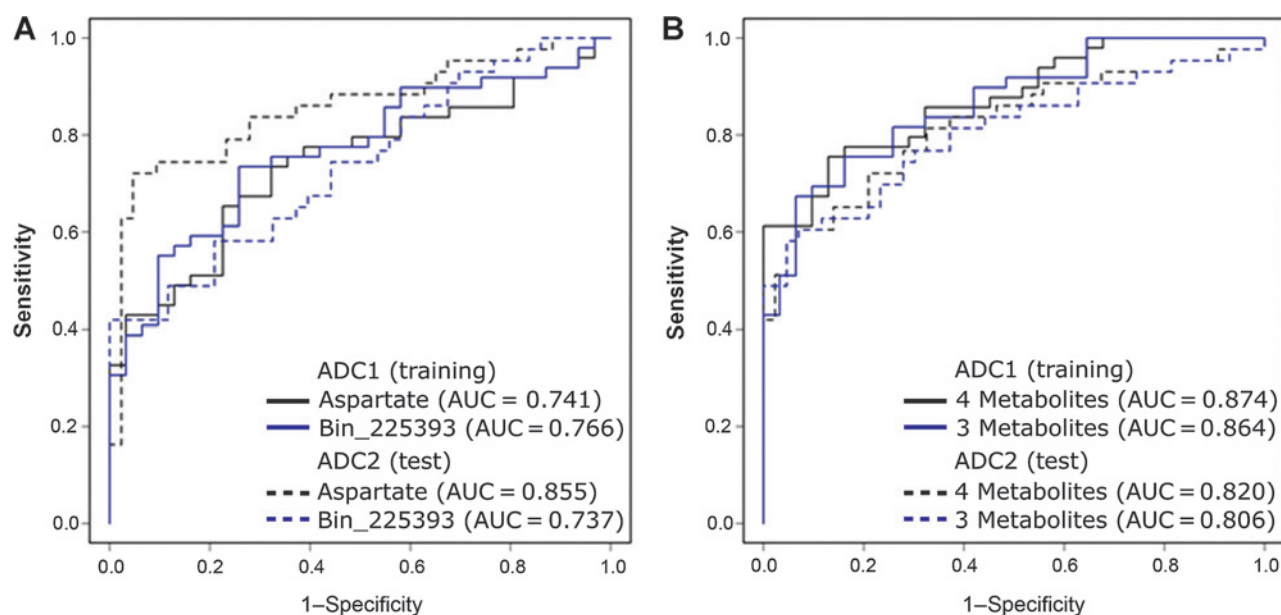 A
Sensitivity
1.0
0.8
0.6
0.4
0.2
0.0
ADC1 (training)
Aspartate (AUC = 0.741)
Bin_225393 (AUC = 0.766)
ADC2 (test)
Aspartate (AUC = 0.855)
Bin_225393 (AUC = 0.737)
0.0 0.2 0.4 0.6 0.8 1.0
1–Specificity
B
Sensitivity
1.0
0.8
0.6
0.4
0.2
0.0
ADC1 (training)
4 Metabolites (AUC = 0.874)
3 Metabolites (AUC = 0.864)
ADC2 (test)
4 Metabolites (AUC = 0.820)
3 Metabolites (AUC = 0.806)
0.0 0.2 0.4 0.6 0.8 1.0
1–Specificity